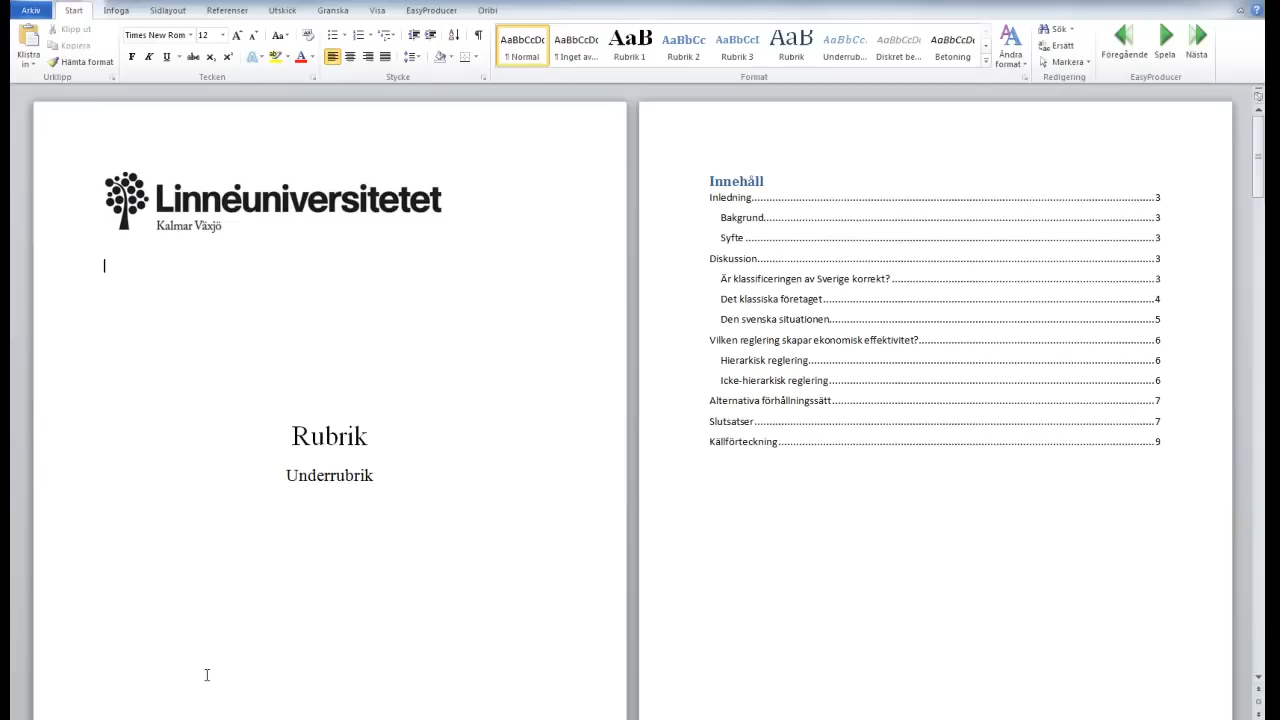 Arkiv Start Infoga Sidlayout Referenser Utskick Granska Visa EasyProducer Oribi
Klistra in
Klipp ut
Kopiera
Hämta format
Urklipp
Times New Rom 12
Tecken
Stycke
AaBbCcDc AaBbCcDc AaB AaBbCc AaBbCcI AaB AaBbCc. AaBbCcDc AaBbCcDc
¶ Normal ¶ Inget av... Rubrik 1 Rubrik 2 Rubrik 3 Rubrik Underrub... Diskret be... Betoning
Ändra format
Format
Sök
Ersätt
Markera
Redigering
Föregående Spela Nästa
EasyProducer
Linnéuniversitetet
Kalmar Växjö
Rubrik
Underrubrik
Innehåll
Inledning 3
Bakgrund 3
Syfte 3
Diskussion 3
Är klassificeringen av Sverige korrekt? 3
Det klassiska företaget 4
Den svenska situationen 5
Vilken reglering skapar ekonomisk effektivitet? 6
Hierarkisk reglering 6
Icke-hierarkisk reglering 6
Alternativa förhållningssätt 7
Slutsatser 7
Källförteckning 9